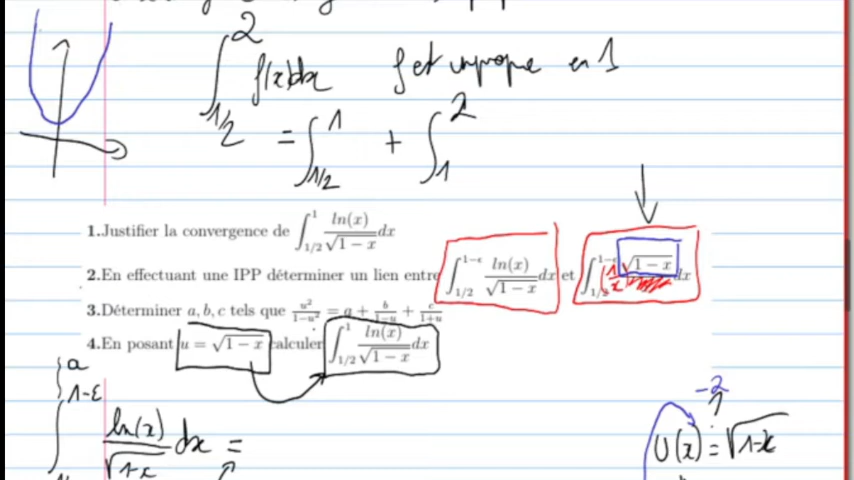 ∫_{1/2}^{2} f(x)dx f est impropre en 1
= ∫_{1/2}^{1} + ∫_{1}^{2}
1.Justifier la convergence de ∫_{1/2}^{1} ln(x)/√(1−x) dx
2.En effectuant une IPP déterminer un lien entre ∫_{1/2}^{1−ε} ln(x)/√(1−x) dx et ∫_{1/2}^{1−ε} 1/x √(1−x) dx
3.Déterminer a, b, c tels que u²/(1−u²) = a + b/(1−u) + c/(1+u)
4.En posant u = √(1−x) calculer ∫_{1/2}^{1} ln(x)/√(1−x) dx
a
∫^{1-ε} ln(x)/√(1-x) dx =
-2
U(x) = √(1-x)